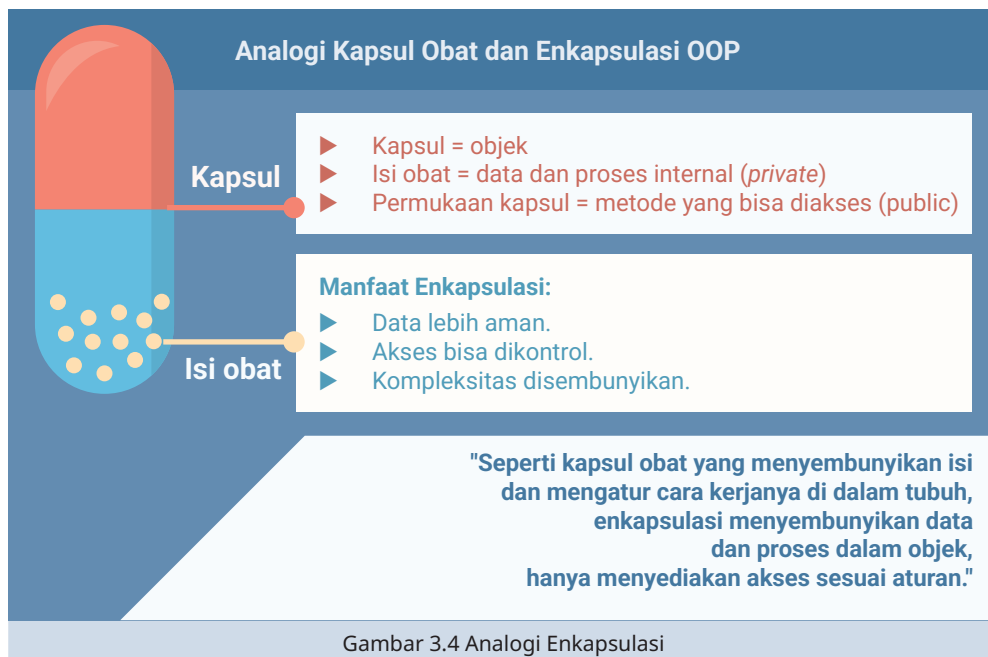 Analogi Kapsul Obat dan Enkapsulasi OOP
Kapsul
Kapsul = objek
Isi obat = data dan proses internal (private)
Permukaan kapsul = metode yang bisa diakses (public)
Manfaat Enkapsulasi:
Data lebih aman.
Akses bisa dikontrol.
Kompleksitas disembunyikan.
Isi obat
"Seperti kapsul obat yang menyembunyikan isi
dan mengatur cara kerjanya di dalam tubuh,
enkapsulasi menyembunyikan data
dan proses dalam objek,
hanya menyediakan akses sesuai aturan."
Gambar 3.4 Analogi Enkapsulasi